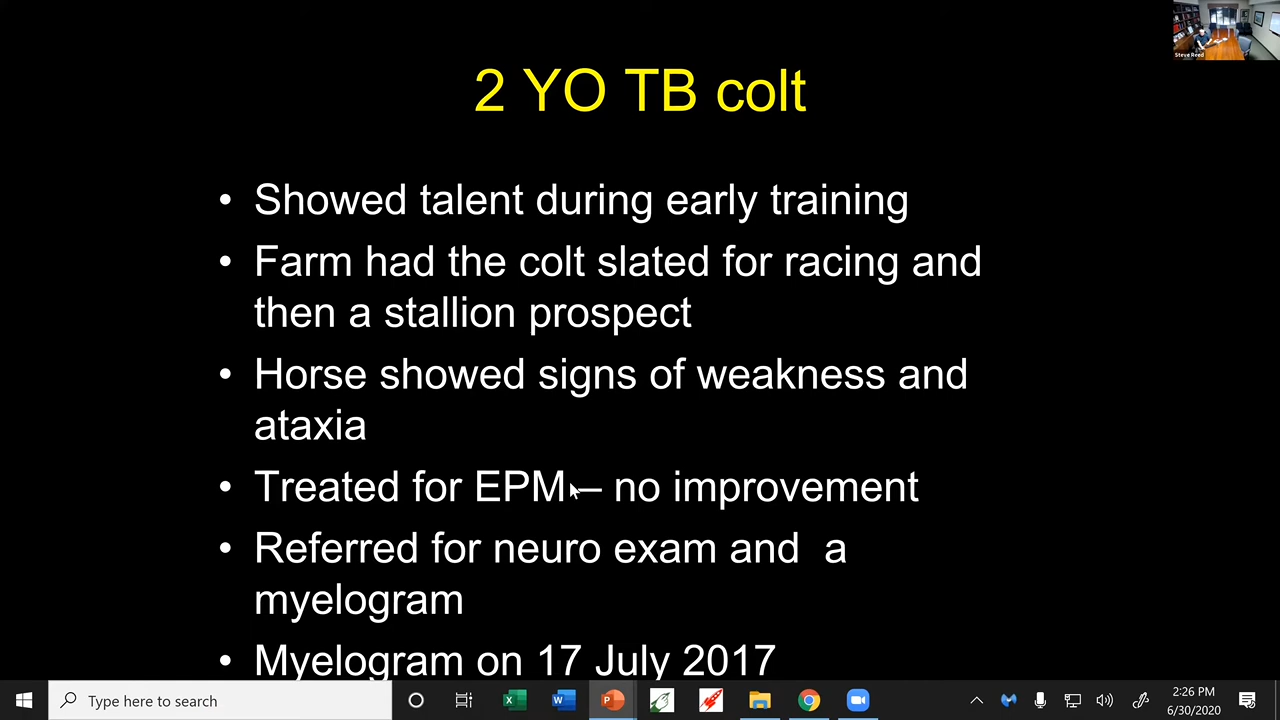 Steve Reed
2 YO TB colt
• Showed talent during early training
• Farm had the colt slated for racing and
then a stallion prospect
• Horse showed signs of weakness and
ataxia
• Treated for EPM – no improvement
• Referred for neuro exam and  a
myelogram
• Myelogram on 17 July 2017
Type here to search
2:26 PM
6/30/2020